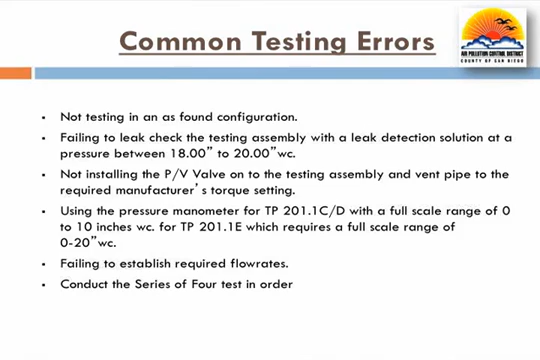 Common Testing Errors
AIR POLLUTION CONTROL DISTRICT
COUNTY OF SAN DIEGO
▪ Not testing in an as found configuration.
▪ Failing to leak check the testing assembly with a leak detection solution at a
pressure between 18.00” to 20.00”wc.
▪ Not installing the P/V Valve on to the testing assembly and vent pipe to the
required manufacturer’s torque setting.
▪ Using the pressure manometer for TP 201.1C/D with a full scale range of 0
to 10 inches wc. for TP 201.1E which requires a full scale range of
0-20”wc.
▪ Failing to establish required flowrates.
▪ Conduct the Series of Four test in order